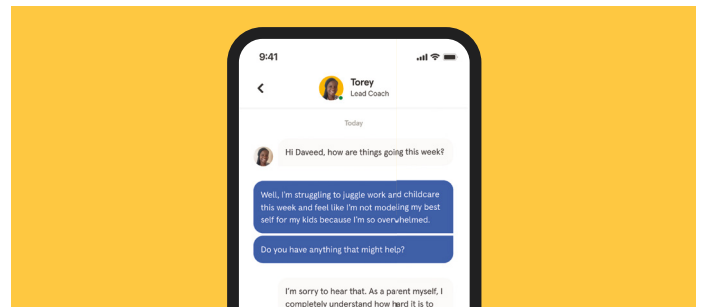 9:41
Torey
Lead Coach
Today
Hi Daveed, how are things going this week?
Well, I'm struggling to juggle work and childcare
this week and feel like I'm not modeling my best
self for my kids because I'm so overwhelmed.
Do you have anything that might help?
I'm sorry to hear that. As a parent myself, I
completely understand how hard it is to